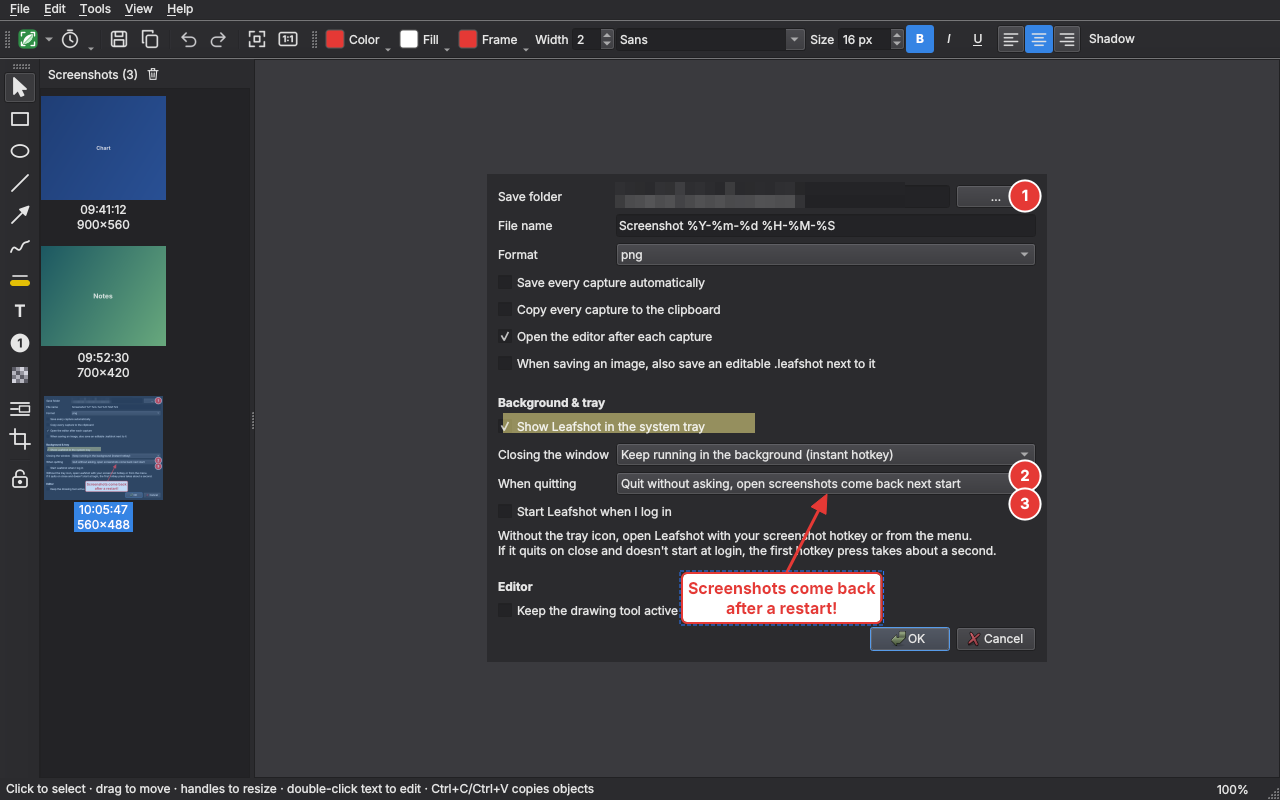 File Edit Tools View Help
1:1 Color Fill Frame Width 2 Sans Size 16 px B I U Shadow
Screenshots (3)
Chart
09:41:12
900×560
Notes
09:52:30
700×420
10:05:47
560×488
T
1
Save folder ... 1
File name Screenshot %Y-%m-%d %H-%M-%S
Format png
Save every capture automatically
Copy every capture to the clipboard
Open the editor after each capture
When saving an image, also save an editable .leafshot next to it
Background & tray
Show Leafshot in the system tray
Closing the window Keep running in the background (instant hotkey)
2
When quitting Quit without asking, open screenshots come back next start
3
Start Leafshot when I log in
Without the tray icon, open Leafshot with your screenshot hotkey or from the menu.
If it quits on close and doesn't start at login, the first hotkey press takes about a second.
Editor
Screenshots come back
after a restart!
Keep the drawing tool active
OK Cancel
Click to select · drag to move · handles to resize · double-click text to edit · Ctrl+C/Ctrl+V copies objects 100%